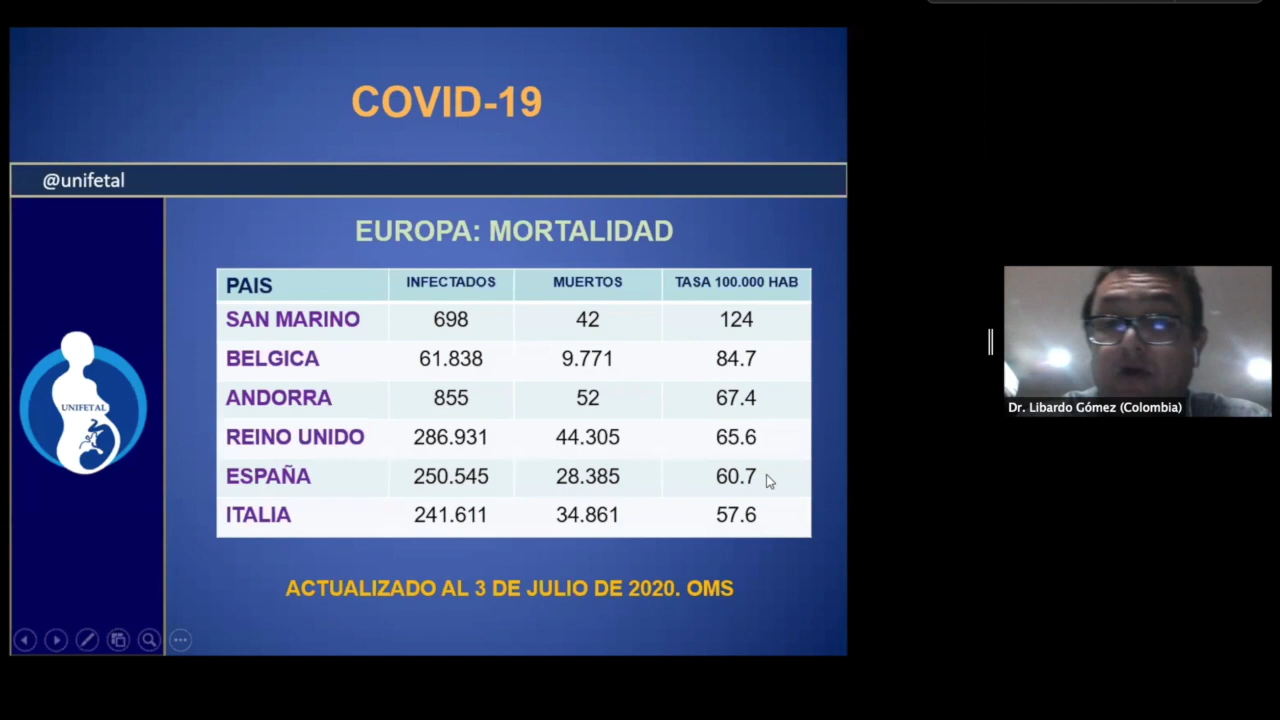 COVID-19
@unifetal
EUROPA: MORTALIDAD
PAIS INFECTADOS MUERTOS TASA 100.000 HAB
SAN MARINO 698 42 124
BELGICA 61.838 9.771 84.7
ANDORRA 855 52 67.4
REINO UNIDO 286.931 44.305 65.6
ESPAÑA 250.545 28.385 60.7
ITALIA 241.611 34.861 57.6
UNIFETAL
ACTUALIZADO AL 3 DE JULIO DE 2020. OMS
Dr. Libardo Gómez (Colombia)